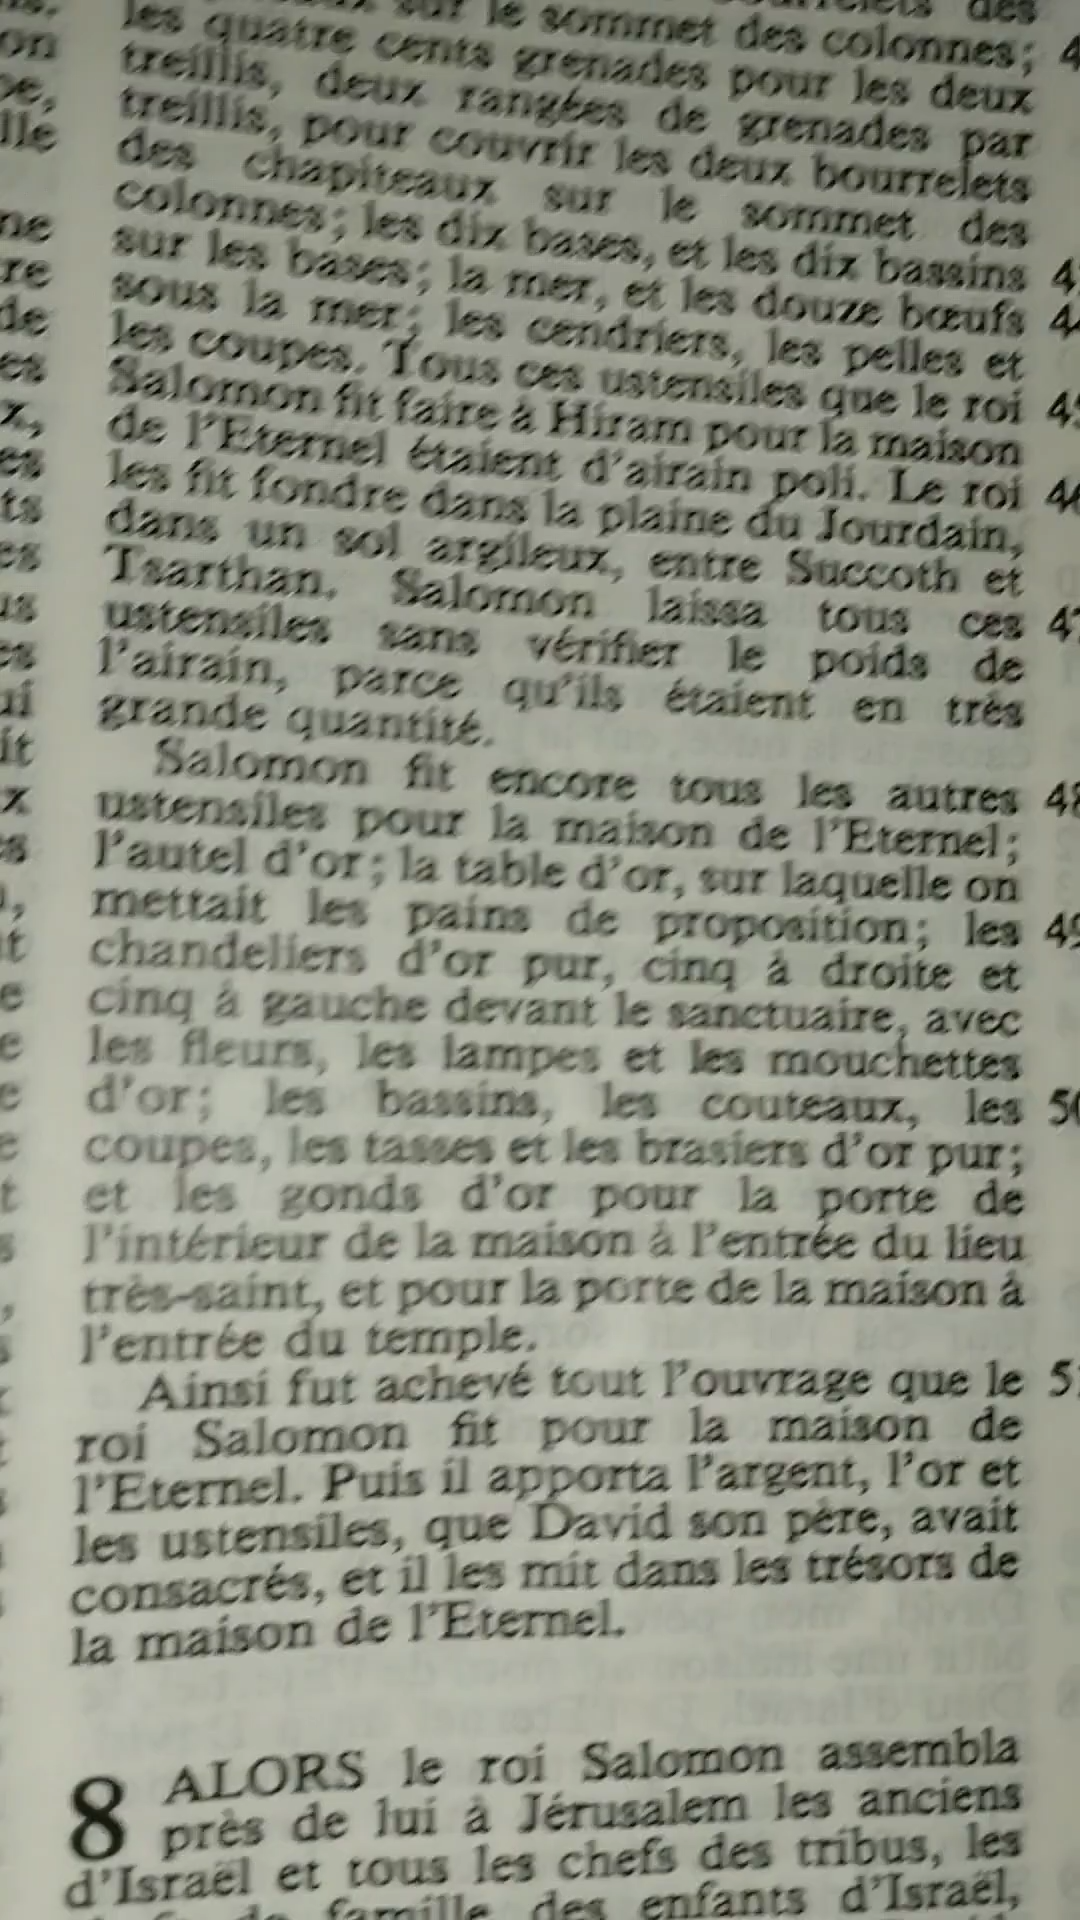 sur le sommet des colonnes;
les quatre cents grenades pour les deux
treillis, deux rangées de grenades par
treillis, pour couvrir les deux bourrelets
des chapiteaux sur le sommet des
colonnes; les dix bases, et les dix bassins
sur les bases; la mer, et les douze bœufs
sous la mer; les cendriers, les pelles et
les coupes. Tous ces ustensiles que le roi
Salomon fit faire à Hiram pour la maison
de l'Eternel étaient d'airain poli. Le roi
les fit fondre dans la plaine du Jourdain,
dans un sol argileux, entre Succoth et
Tsarthan. Salomon laissa tous ces
ustensiles sans vérifier le poids de
l'airain, parce qu'ils étaient en très
grande quantité.
Salomon fit encore tous les autres 48
ustensiles pour la maison de l'Eternel;
l'autel d'or; la table d'or, sur laquelle on
mettait les pains de proposition; les 49
chandeliers d'or pur, cinq à droite et
cinq à gauche devant le sanctuaire, avec
les fleurs, les lampes et les mouchettes
d'or; les bassins, les couteaux, les 50
coupes, les tasses et les brasiers d'or pur;
et les gonds d'or pour la porte de
l'intérieur de la maison à l'entrée du lieu
très-saint, et pour la porte de la maison à
l'entrée du temple.
Ainsi fut achevé tout l'ouvrage que le
roi Salomon fit pour la maison de
l'Eternel. Puis il apporta l'argent, l'or et
les ustensiles, que David son père, avait
consacrés, et il les mit dans les trésors de
la maison de l'Eternel.
8 ALORS le roi Salomon assembla
près de lui à Jérusalem les anciens
d'Israël et tous les chefs des tribus, les
de famille des enfants d'Israël,